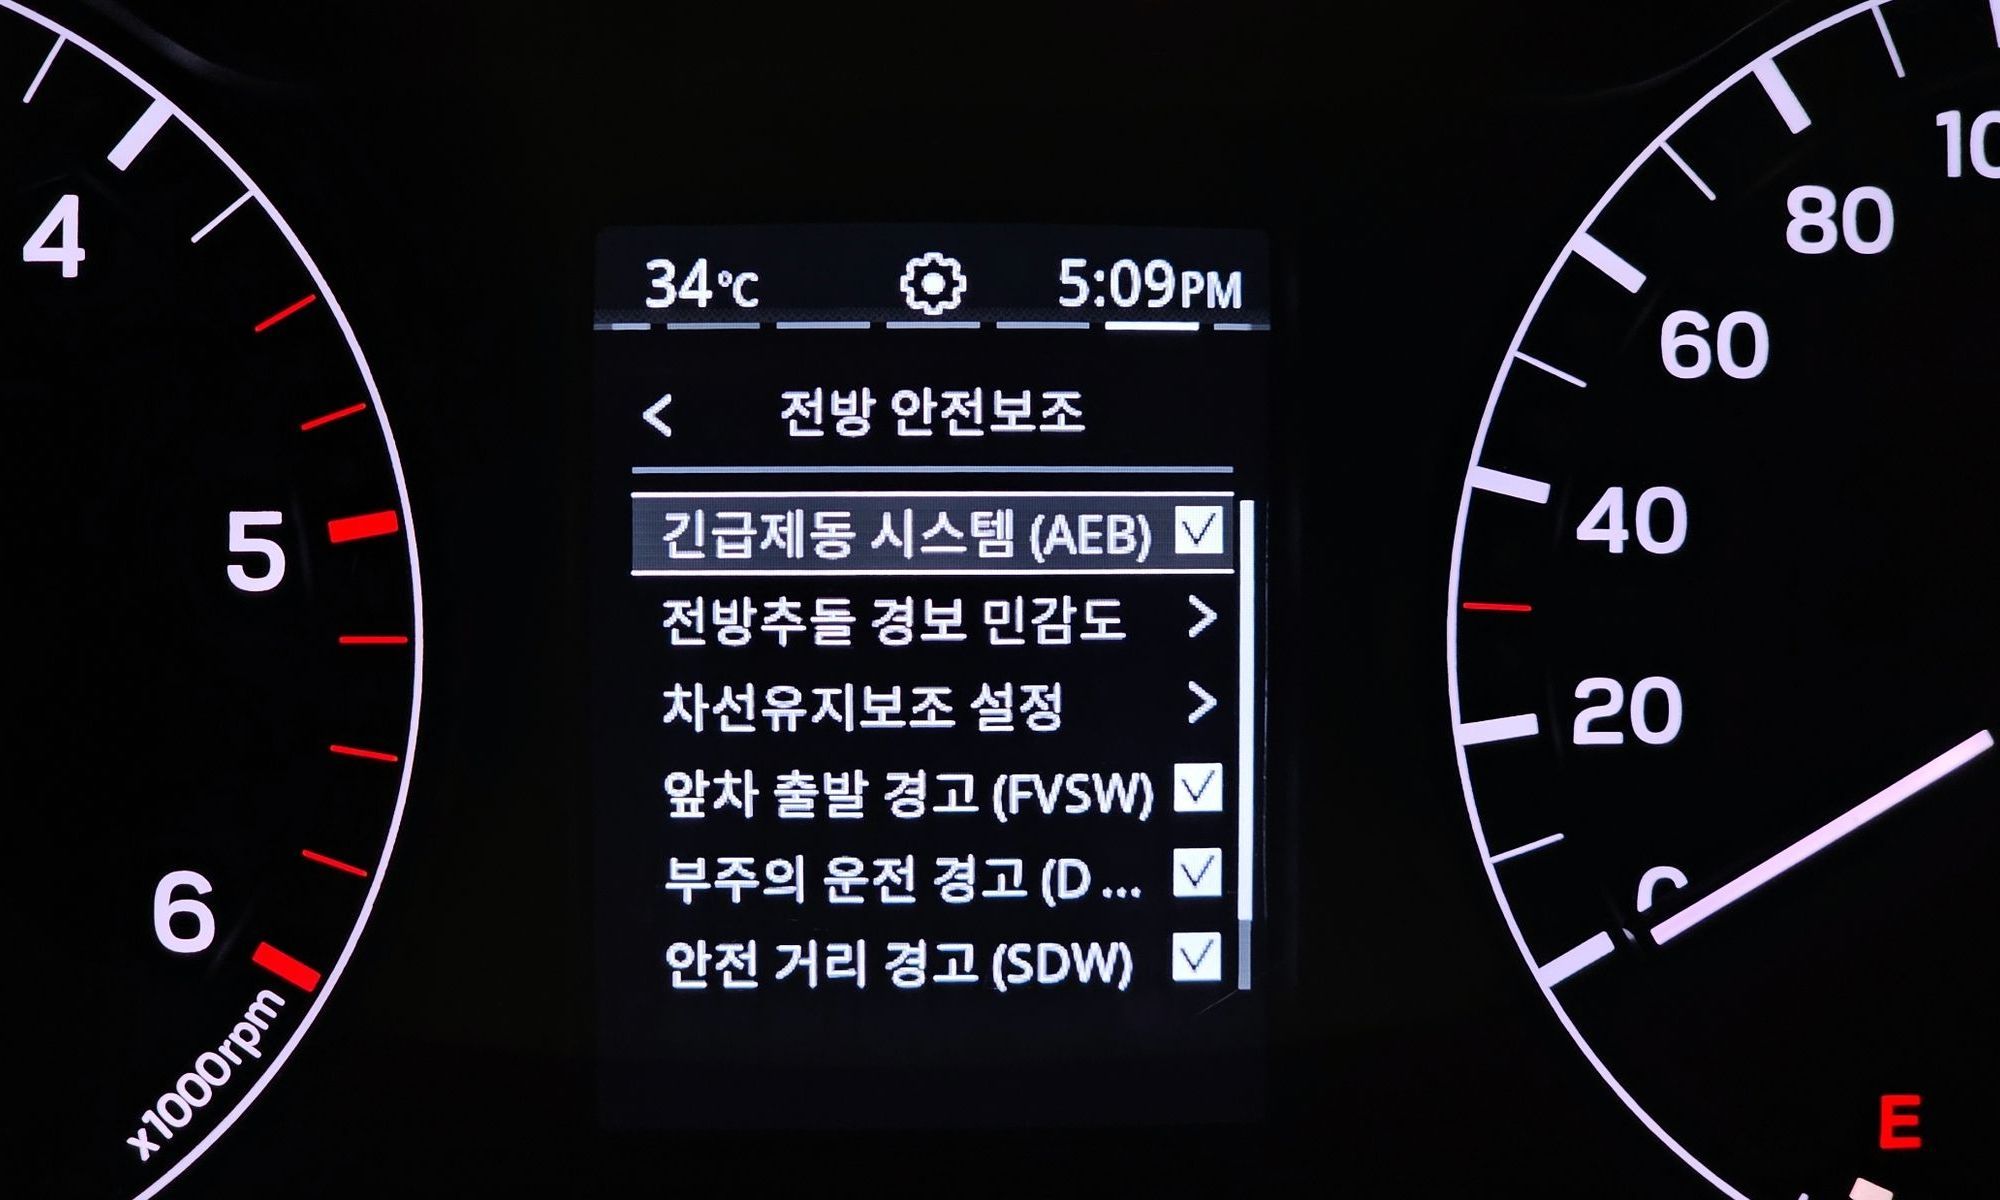 34℃ 5:09PM
< 전방 안전보조
긴급제동 시스템 (AEB)
전방추돌 경보 민감도 >
차선유지보조 설정 >
앞차 출발 경고 (FVSW)
부주의 운전 경고 (D ...
안전 거리 경고 (SDW)
4
5
6
x1000rpm
10
80
60
40
20
0
E